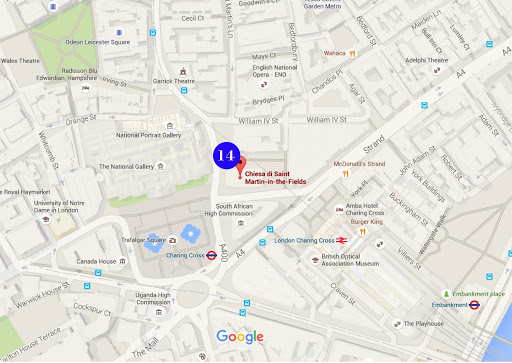 Goodwin's Ct
Cecil Ct
St Martin's Ln
Bedfordbury
Garden Metro
Bedford St
Maiden Ln
Bull Inn Ct
Lumley Ct
Odeon Leicester Square
Wales Theatre
Mays Ct
Wahaca
Adelphi Theatre
A4
Radisson Blu
Edwardian, Hampshire
Irving St
Garrick Theatre
English National
Opera - ENO
Chandos Pl
Agar St
Brydges Pl
Adam St
Orange St
William IV St
William IV St
National Portrait Gallery
Strand
Whitcomb St
14
The National Gallery
Chiesa di Saint
Martin-in-the-Fields
McDonald's Strand
John Adam St
York Buildings
York Pl
Buckingham St
Watergate Walk
e Royal Haymarket
University of Notre
Dame in London
South African
High Commission
Amba Hotel
Charing Cross
Burger King
Trafalgar Square
A400
A4
London Charing Cross
Villiers St
Canada House
Charing Cross
British Optical
Association Museum
Craven St
Embankment place
Embankment
Warwick House St
Cockspur Ct
Uganda High
Commission
The Mall
Google
The Playhouse
arlton House Terrace